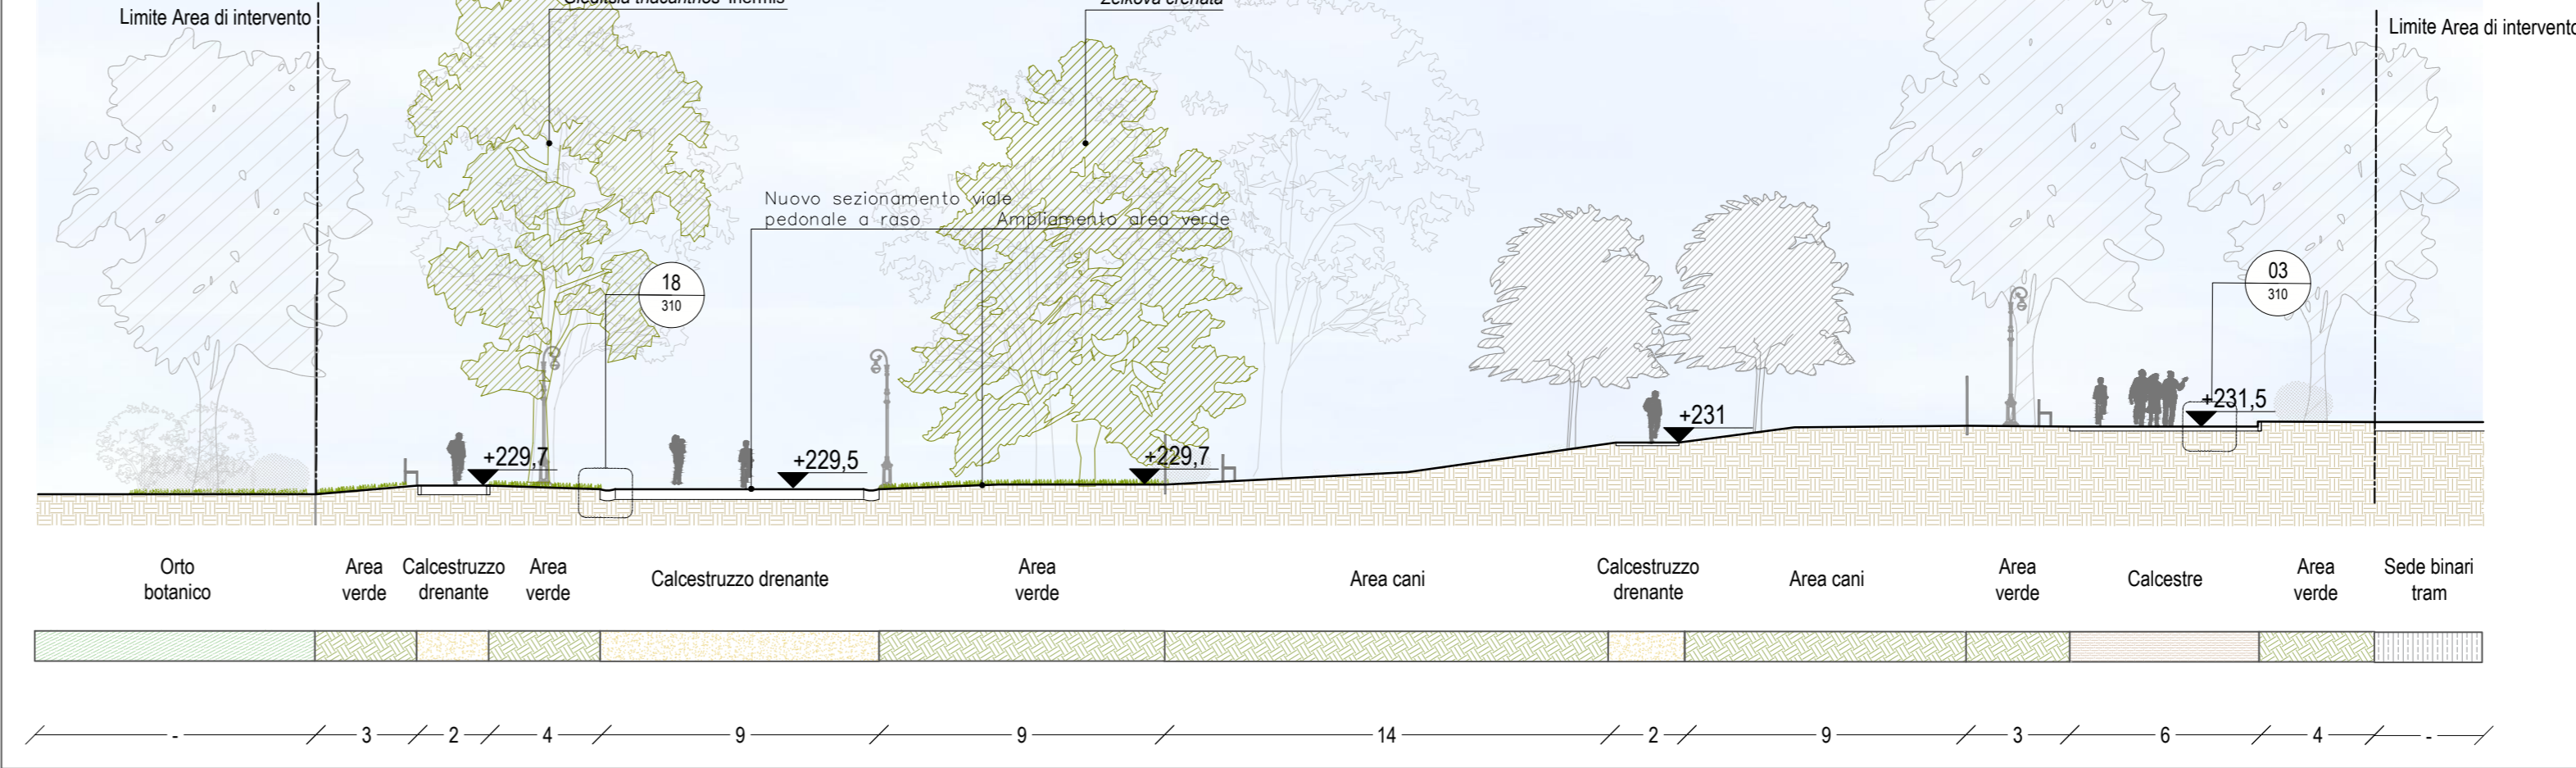 Gleditsia triacanthos 'Inermis'
Zelkova crenata
Limite Area di intervento
Limite Area di intervento
Nuovo sezionamento viale
pedonale a raso
Ampliamento area verde
18
310
03
310
+229,7
+229,5
+229,7
+231
+231,5
Orto
botanico
Area
verde
Calcestruzzo
drenante
Area
verde
Calcestruzzo drenante
Area
verde
Area cani
Calcestruzzo
drenante
Area cani
Area
verde
Calcestre
Area
verde
Sede binari
tram
- 3 2 4 9 9 14 2 9 3 6 4 -